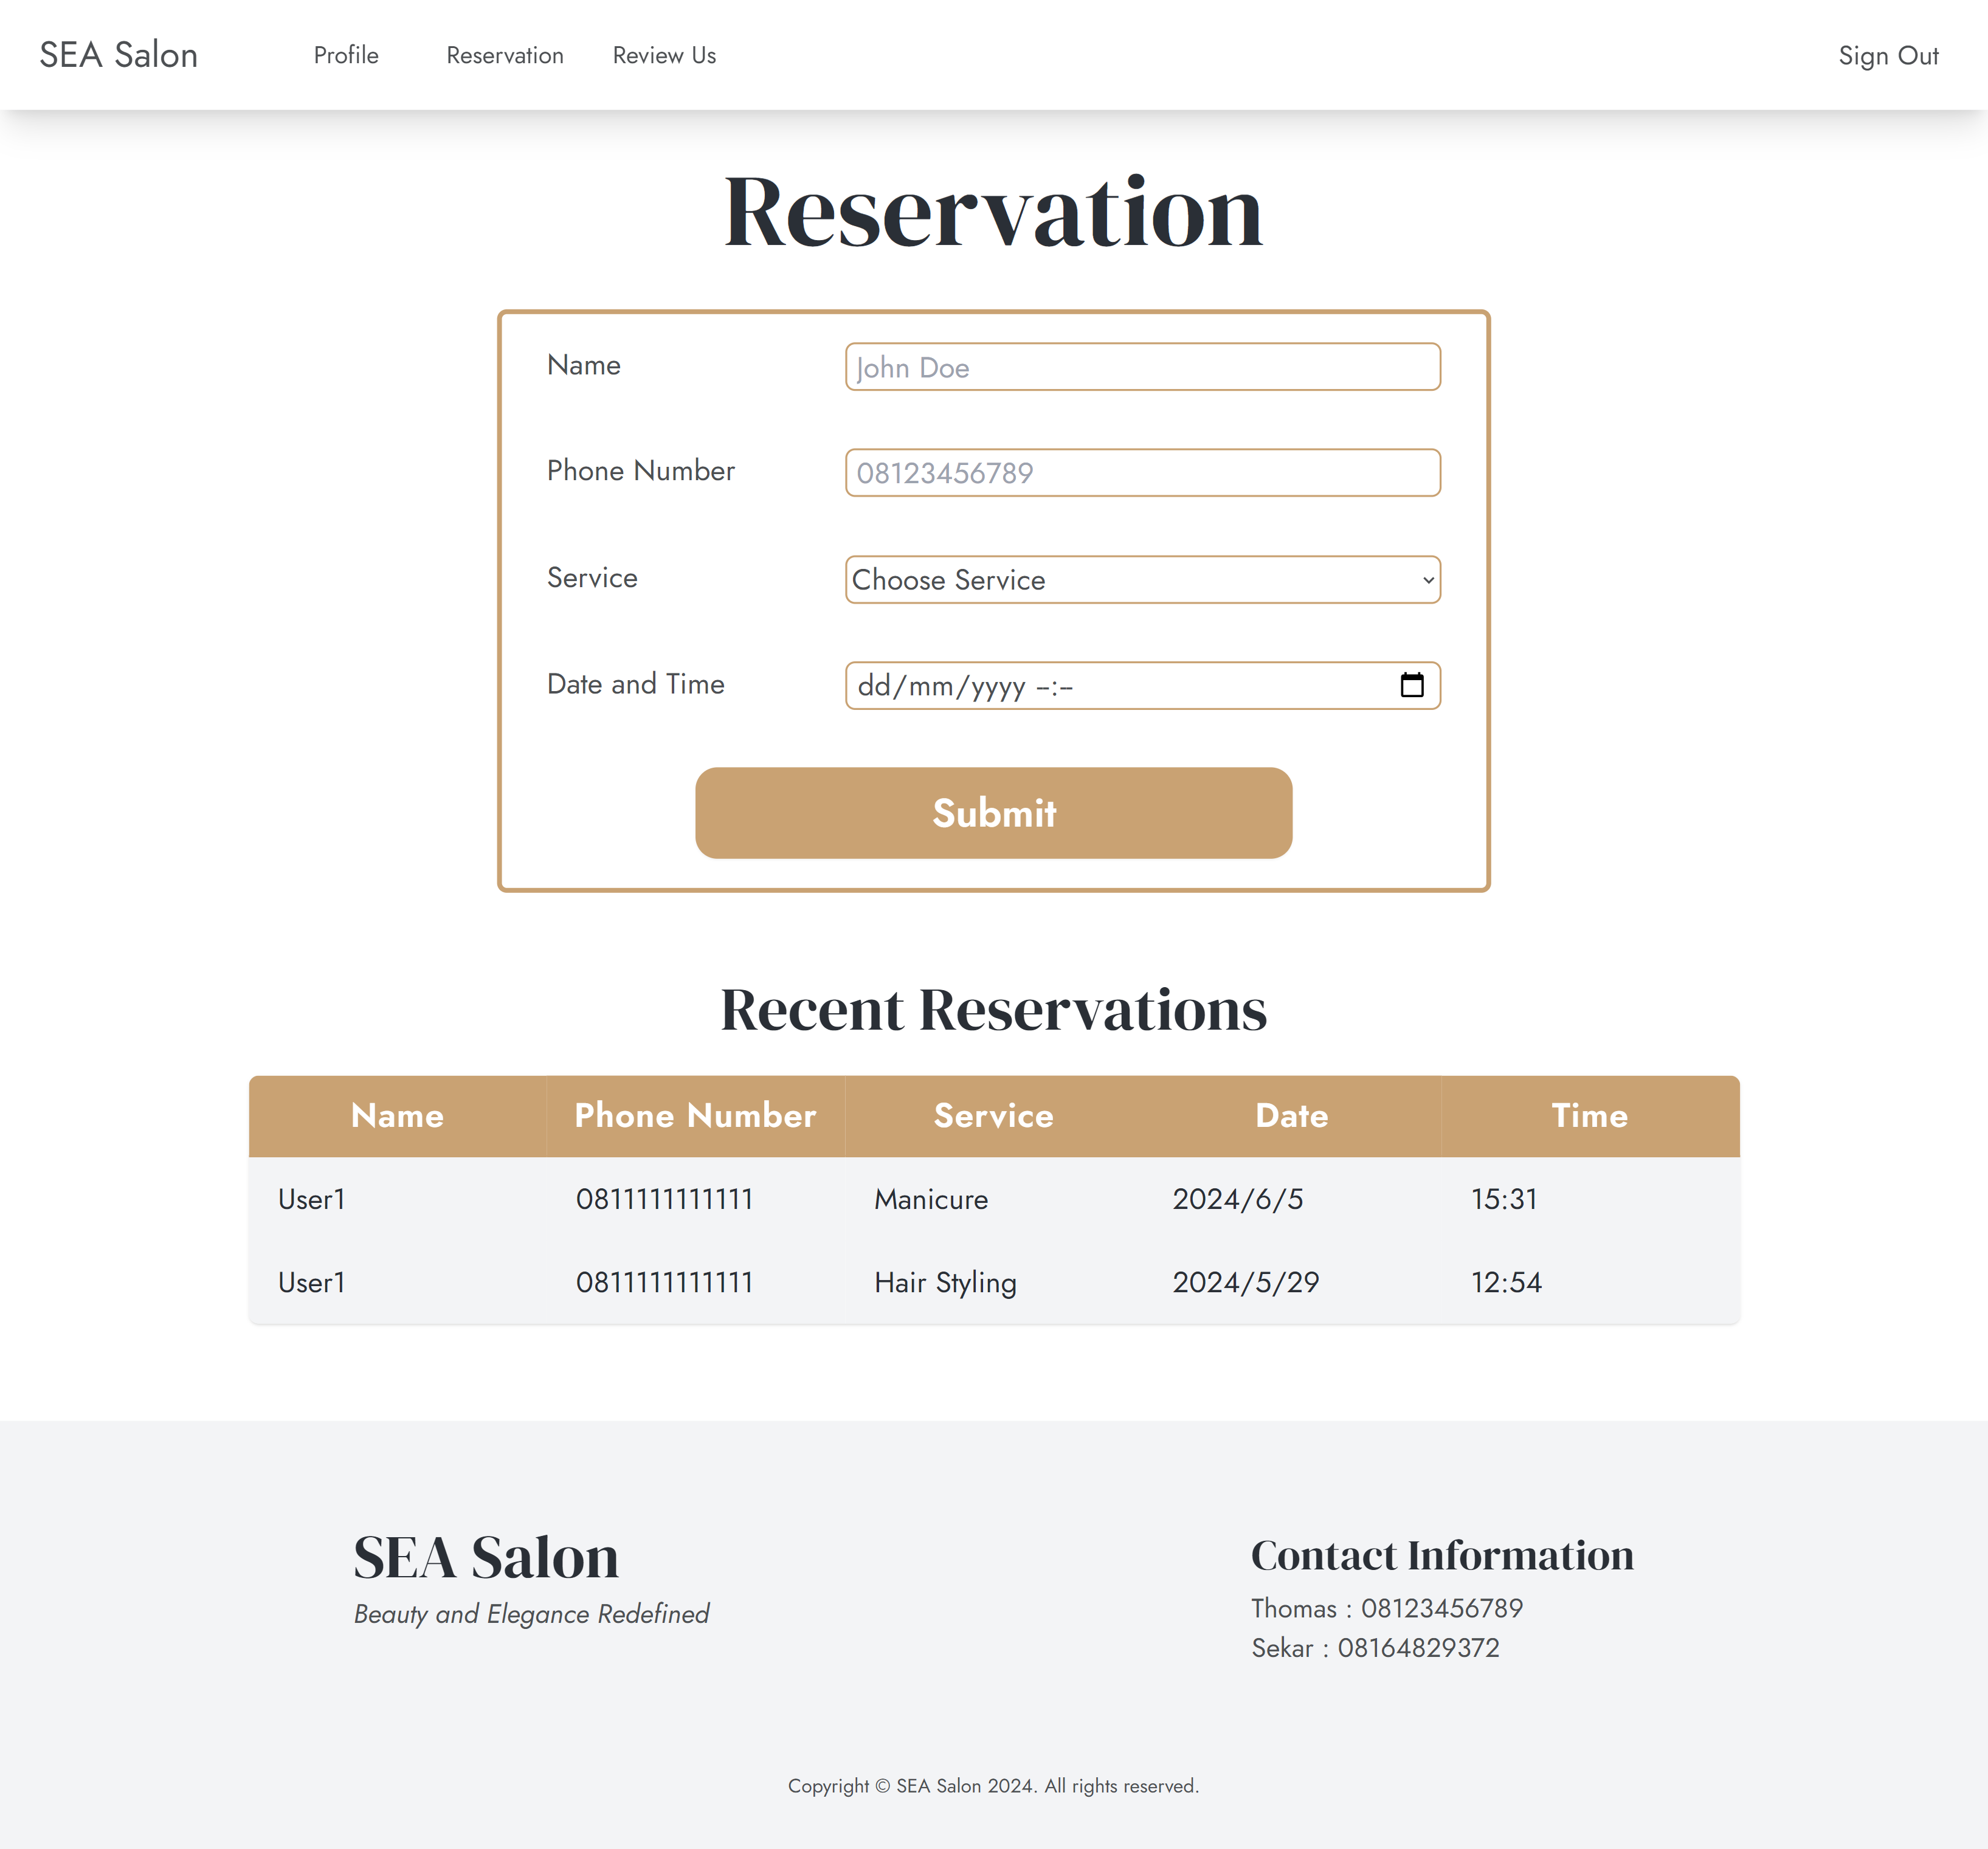 SEA Salon Profile Reservation Review Us Sign Out
Reservation
Name John Doe
Phone Number 08123456789
Service Choose Service
Date and Time dd/mm/yyyy --:--
Submit
Recent Reservations
Name Phone Number Service Date Time
User1 0811111111111 Manicure 2024/6/5 15:31
User1 0811111111111 Hair Styling 2024/5/29 12:54
SEA Salon
Beauty and Elegance Redefined
Contact Information
Thomas : 08123456789
Sekar : 08164829372
Copyright © SEA Salon 2024. All rights reserved.